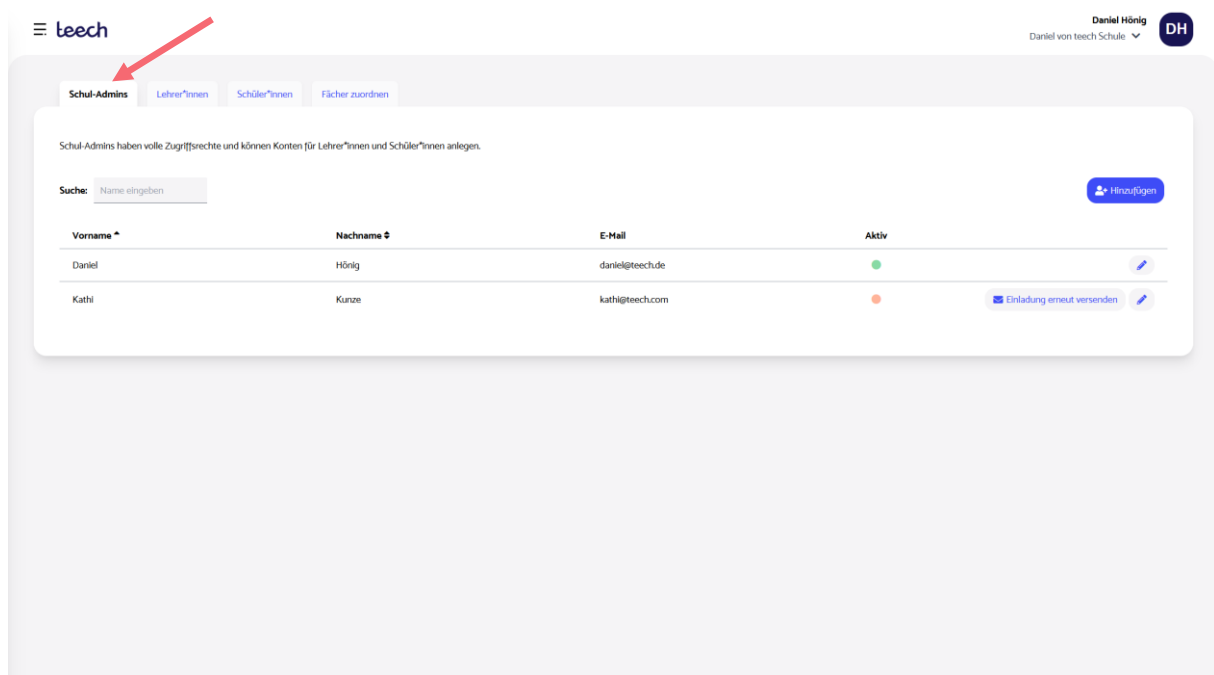 teech
Daniel Hönig
Daniel von teech Schule
DH
Schul-Admins Lehrer*innen Schüler*innen Fächer zuordnen
Schul-Admins haben volle Zugriffsrechte und können Konten für Lehrer*innen und Schüler*innen anlegen.
Suche: Name eingeben Hinzufügen
Vorname Nachname E-Mail Aktiv
Daniel Hönig daniel@teech.de
Kathi Kunze kathi@teech.com Einladung erneut versenden